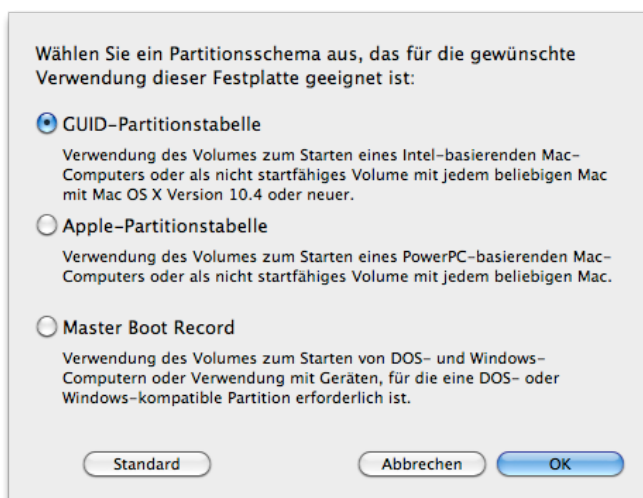 Wählen Sie ein Partitionsschema aus, das für die gewünschte
Verwendung dieser Festplatte geeignet ist:
GUID-Partitionstabelle
Verwendung des Volumes zum Starten eines Intel-basierenden Mac-
Computers oder als nicht startfähiges Volume mit jedem beliebigen Mac
mit Mac OS X Version 10.4 oder neuer.
Apple-Partitionstabelle
Verwendung des Volumes zum Starten eines PowerPC-basierenden Mac-
Computers oder als nicht startfähiges Volume mit jedem beliebigen Mac.
Master Boot Record
Verwendung des Volumes zum Starten von DOS- und Windows-
Computern oder Verwendung mit Geräten, für die eine DOS- oder
Windows-kompatible Partition erforderlich ist.
Standard Abbrechen OK